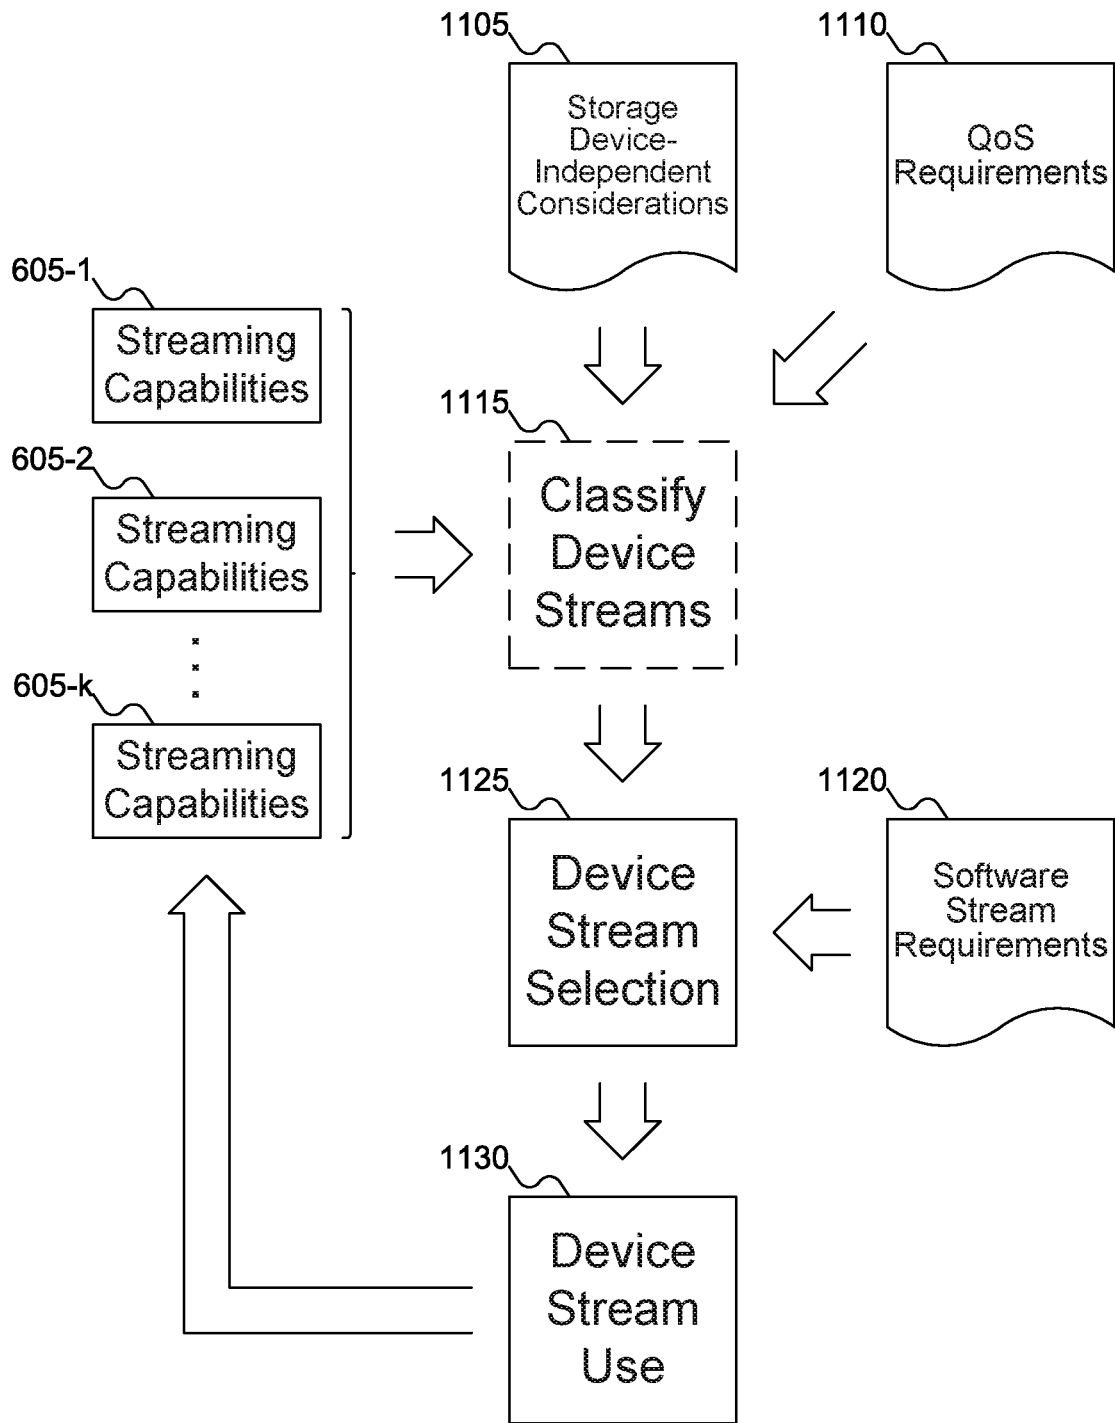 1105
1110
Storage
Device-
Independent
Considerations
QoS
Requirements
605-1
Streaming
Capabilities
605-2
Streaming
Capabilities
605-k
Streaming
Capabilities
1115
Classify
Device
Streams
1125
Device
Stream
Selection
1120
Software
Stream
Requirements
1130
Device
Stream
Use